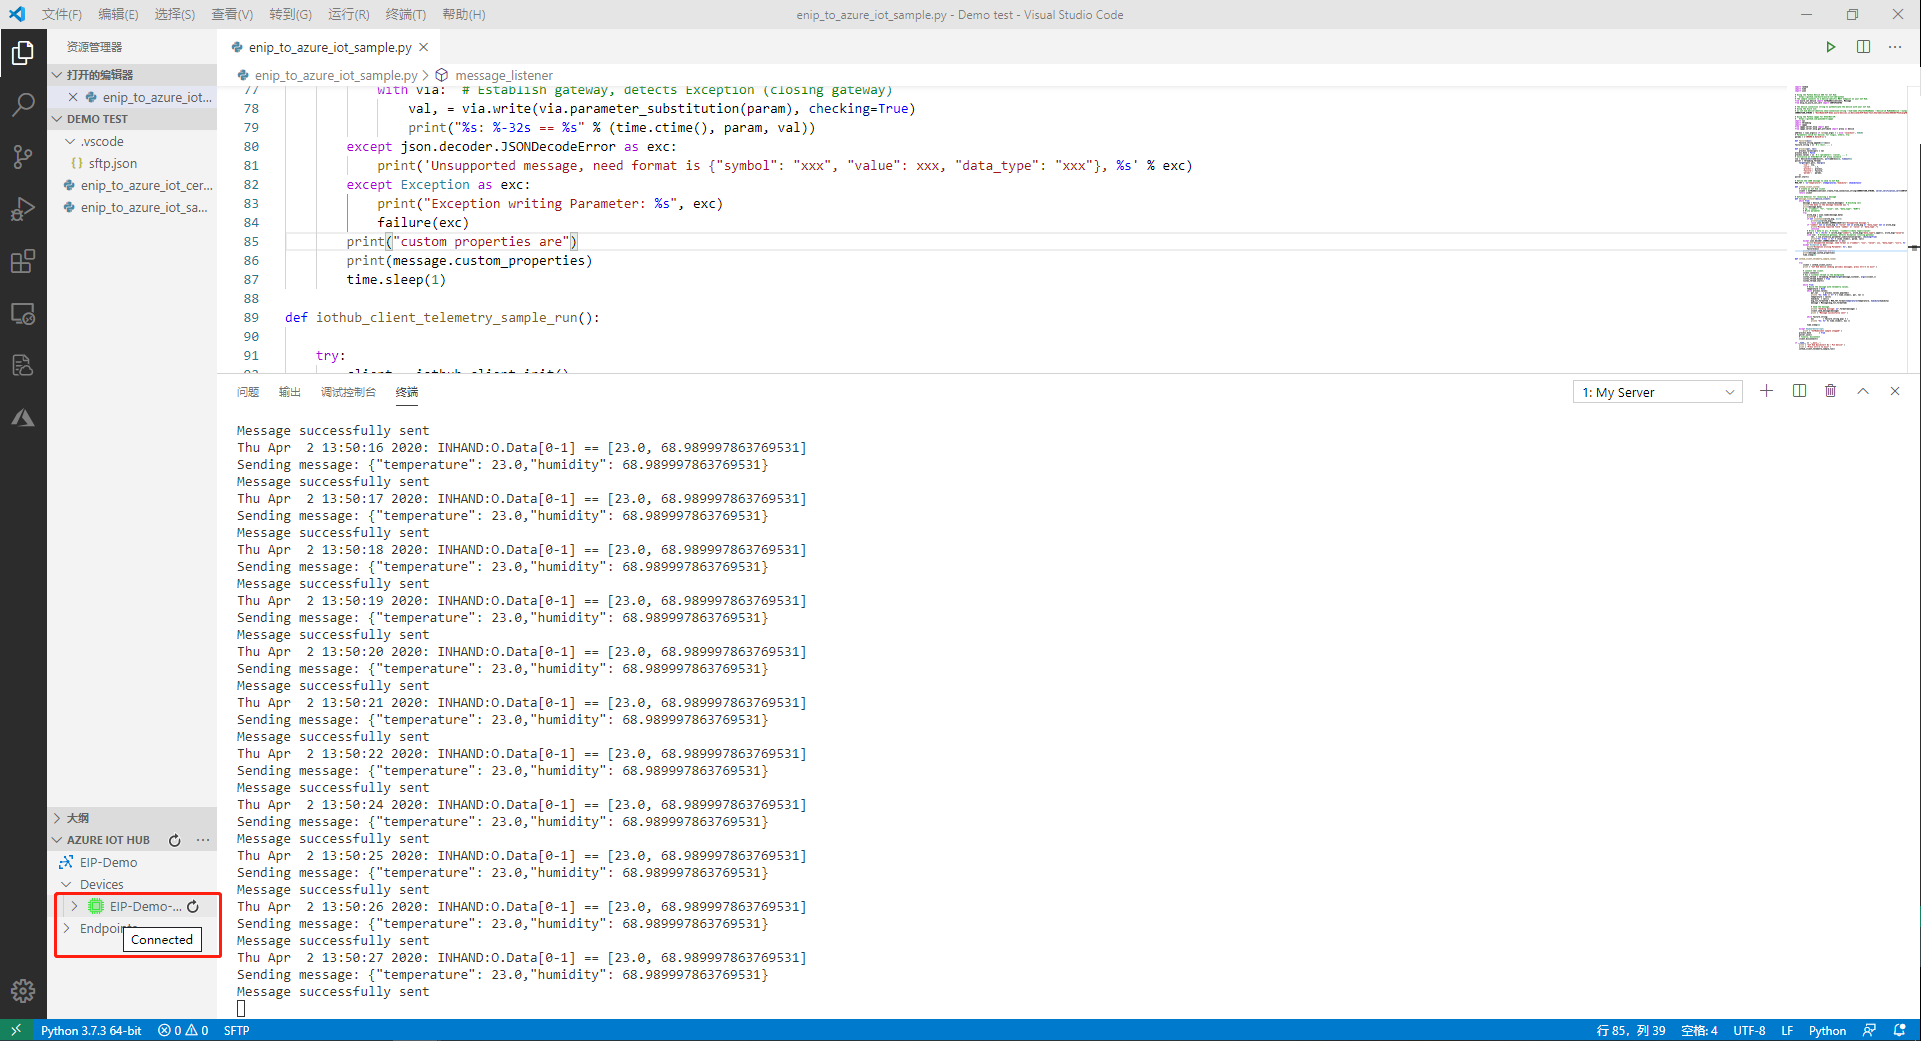 文件(F) 编辑(E) 选择(S) 查看(V) 转到(G) 运行(R) 终端(T) 帮助(H)
enip_to_azure_iot_sample.py - Demo test - Visual Studio Code
资源管理器
打开的编辑器
enip_to_azure_iot...
DEMO TEST
.vscode
{} sftp.json
enip_to_azure_iot_cer...
enip_to_azure_iot_sa...
大纲
AZURE IOT HUB
EIP-Demo
Devices
EIP-Demo-...
Connected
enip_to_azure_iot_sample.py
enip_to_azure_iot_sample.py > message_listener
77 with via:  # Establish gateway, detects Exception (closing gateway)
78 val, = via.write(via.parameter_substitution(param), checking=True)
79 print("%s: %-32s == %s" % (time.ctime(), param, val))
80 except json.decoder.JSONDecodeError as exc:
81 print('Unsupported message, need format is {"symbol": "xxx", "value": xxx, "data_type": "xxx"}, %s' % exc)
82 except Exception as exc:
83 print("Exception writing Parameter: %s", exc)
84 failure(exc)
85 print("custom properties are")
86 print(message.custom_properties)
87 time.sleep(1)
88
89 def iothub_client_telemetry_sample_run():
90
91 try:
问题 输出 调试控制台 终端
1: My Server
Message successfully sent
Thu Apr  2 13:50:16 2020: INHAND:O.Data[0-1] == [23.0, 68.989997863769531]
Sending message: {"temperature": 23.0,"humidity": 68.989997863769531}
Message successfully sent
Thu Apr  2 13:50:17 2020: INHAND:O.Data[0-1] == [23.0, 68.989997863769531]
Sending message: {"temperature": 23.0,"humidity": 68.989997863769531}
Message successfully sent
Thu Apr  2 13:50:18 2020: INHAND:O.Data[0-1] == [23.0, 68.989997863769531]
Sending message: {"temperature": 23.0,"humidity": 68.989997863769531}
Message successfully sent
Thu Apr  2 13:50:19 2020: INHAND:O.Data[0-1] == [23.0, 68.989997863769531]
Sending message: {"temperature": 23.0,"humidity": 68.989997863769531}
Message successfully sent
Thu Apr  2 13:50:20 2020: INHAND:O.Data[0-1] == [23.0, 68.989997863769531]
Sending message: {"temperature": 23.0,"humidity": 68.989997863769531}
Message successfully sent
Thu Apr  2 13:50:21 2020: INHAND:O.Data[0-1] == [23.0, 68.989997863769531]
Sending message: {"temperature": 23.0,"humidity": 68.989997863769531}
Message successfully sent
Thu Apr  2 13:50:22 2020: INHAND:O.Data[0-1] == [23.0, 68.989997863769531]
Sending message: {"temperature": 23.0,"humidity": 68.989997863769531}
Message successfully sent
Thu Apr  2 13:50:24 2020: INHAND:O.Data[0-1] == [23.0, 68.989997863769531]
Sending message: {"temperature": 23.0,"humidity": 68.989997863769531}
Message successfully sent
Thu Apr  2 13:50:25 2020: INHAND:O.Data[0-1] == [23.0, 68.989997863769531]
Sending message: {"temperature": 23.0,"humidity": 68.989997863769531}
Message successfully sent
Thu Apr  2 13:50:26 2020: INHAND:O.Data[0-1] == [23.0, 68.989997863769531]
Sending message: {"temperature": 23.0,"humidity": 68.989997863769531}
Message successfully sent
Thu Apr  2 13:50:27 2020: INHAND:O.Data[0-1] == [23.0, 68.989997863769531]
Sending message: {"temperature": 23.0,"humidity": 68.989997863769531}
Message successfully sent
Python 3.7.3 64-bit 0 0 SFTP
行 85，列 39 空格: 4 UTF-8 LF Python